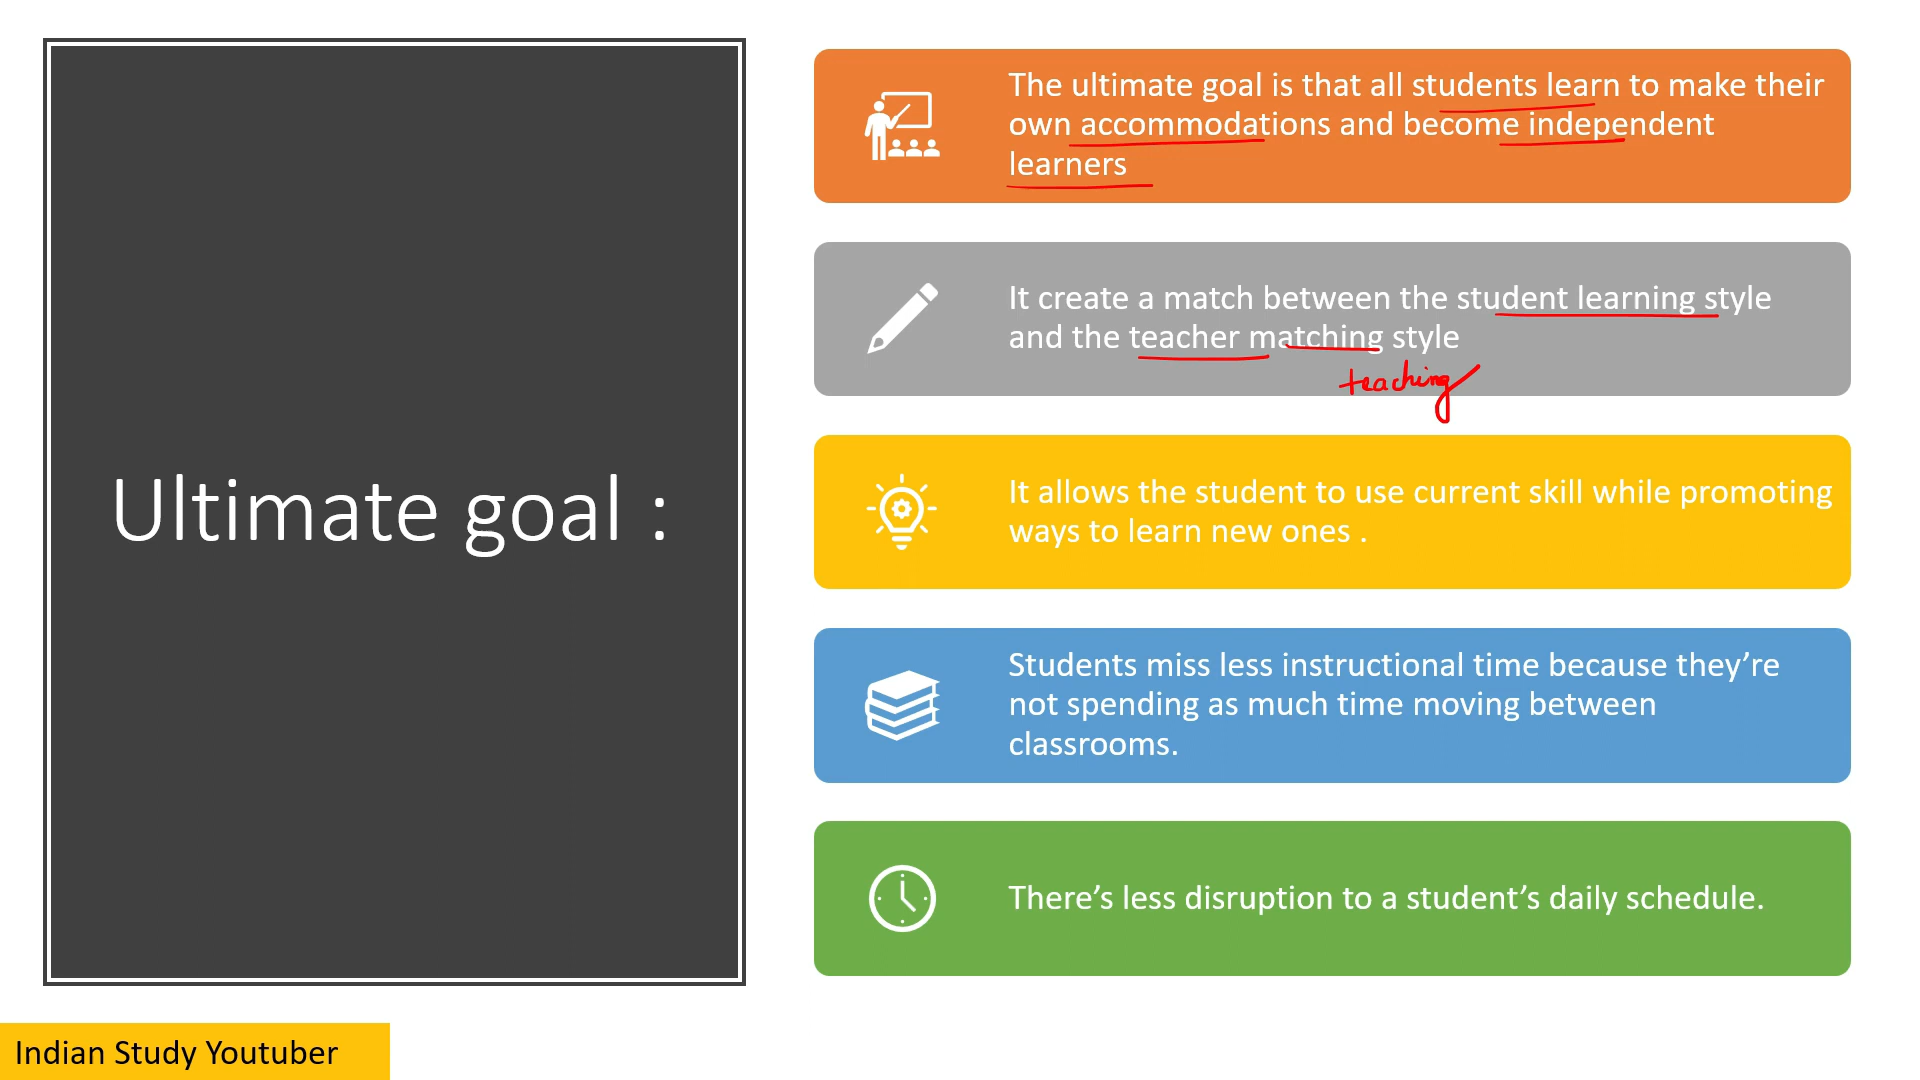 Ultimate goal :
The ultimate goal is that all students learn to make their
own accommodations and become independent
learners
It create a match between the student learning style
and the teacher matching style
teaching
It allows the student to use current skill while promoting
ways to learn new ones .
Students miss less instructional time because they’re
not spending as much time moving between
classrooms.
There’s less disruption to a student’s daily schedule.
Indian Study Youtuber